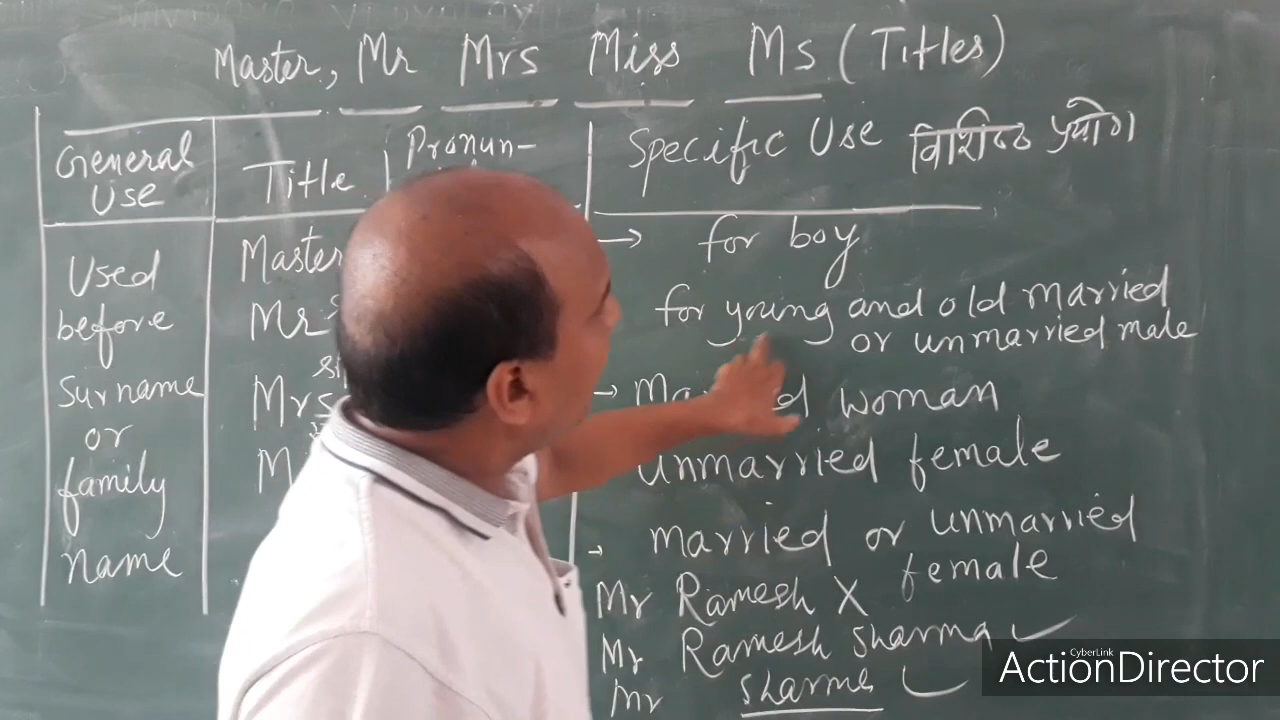 Master, Mr Mrs Miss Ms (Titles)
General Use
Title
Pronun-
Specific Use विशिष्ट प्रयोग
Used before surname or family name
Master
for boy
Mr
for young and old married
or unmarried male
Mrs
woman
unmarried female
married or unmarried
female
Mr Ramesh X
Mr Ramesh Sharma ✓
Mr Sharma ✓
CyberLink
ActionDirector